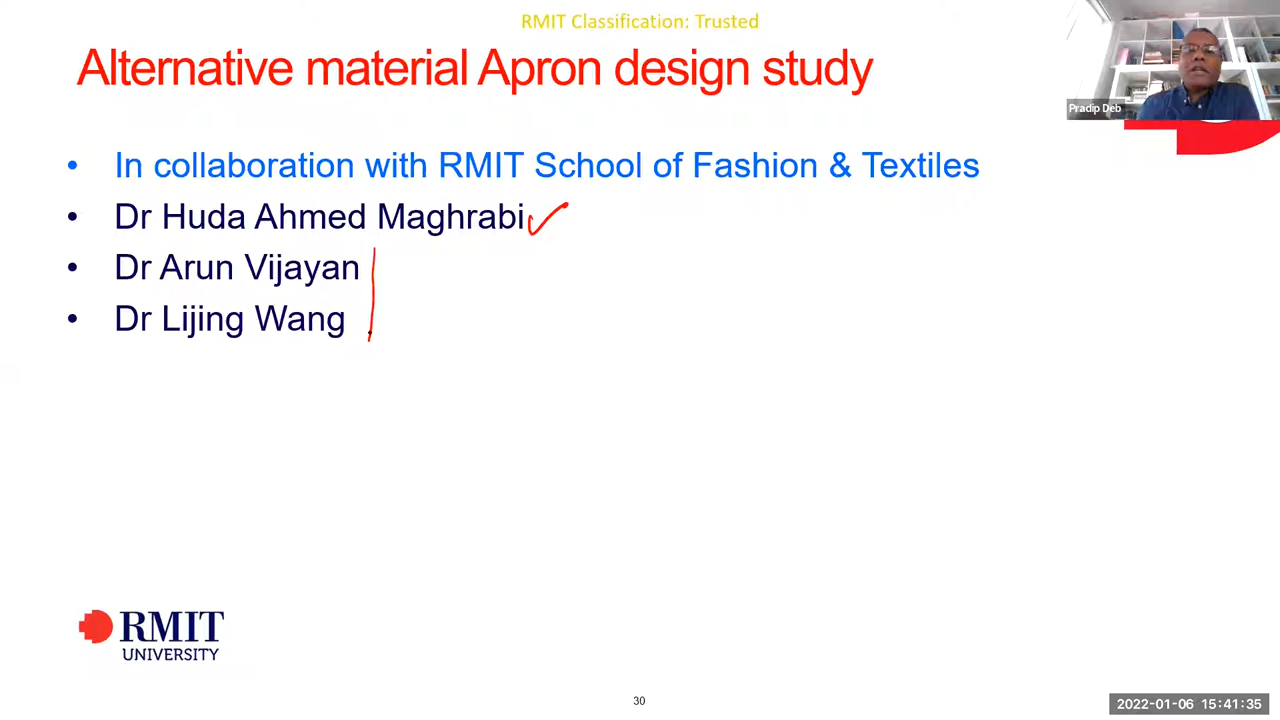 RMIT Classification: Trusted
Alternative material Apron design study
Pradip Deb
• In collaboration with RMIT School of Fashion & Textiles
• Dr Huda Ahmed Maghrabi
• Dr Arun Vijayan
• Dr Lijing Wang
RMIT
UNIVERSITY
30
2022-01-06 15:41:35